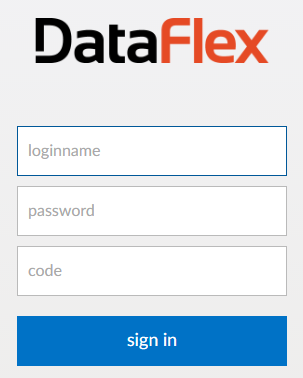 DataFlex
loginname
password
code
sign in